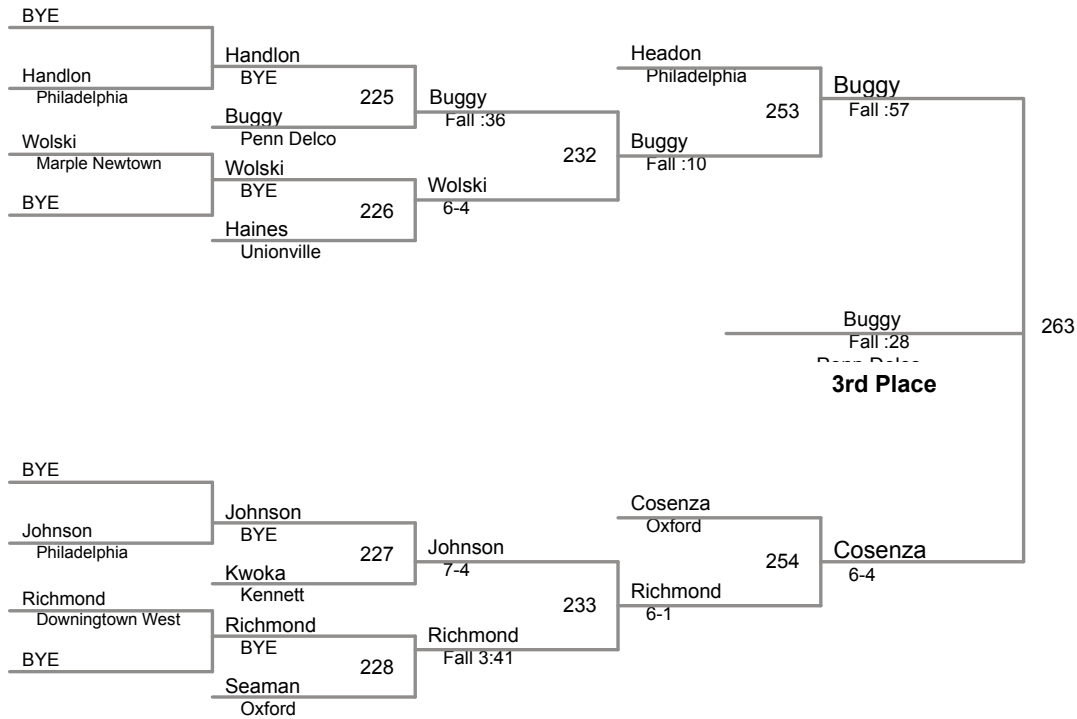 BYE
Handlon
Philadelphia
Wolski
Marple Newtown
BYE
Handlon
BYE
225
Buggy
Penn Delco
Wolski
BYE
226
Haines
Unionville
Buggy
Fall :36
232
Wolski
6-4
Headon
Philadelphia
253
Buggy
Fall :10
Buggy
Fall :57
Buggy
Fall :28
Penn Delco
3rd Place
263
BYE
Johnson
Philadelphia
Richmond
Downingtown West
BYE
Johnson
BYE
227
Kwoka
Kennett
Richmond
BYE
228
Seaman
Oxford
Johnson
7-4
233
Richmond
Fall 3:41
Cosenza
Oxford
254
Richmond
6-1
Cosenza
6-4